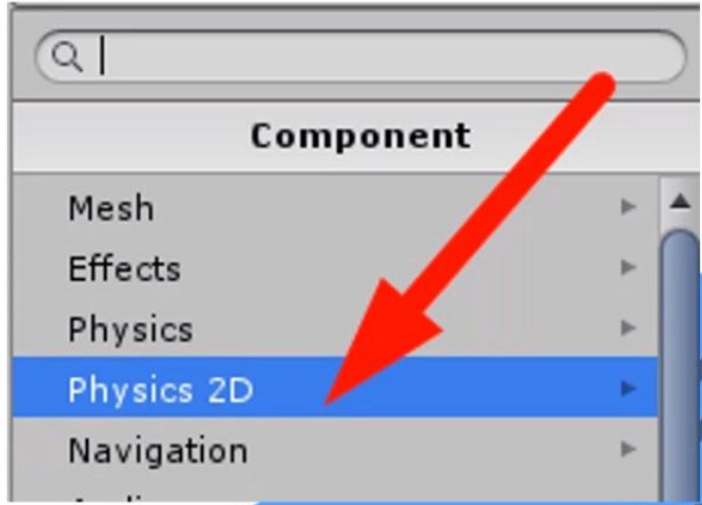 Component
Mesh
Effects
Physics
Physics 2D
Navigation